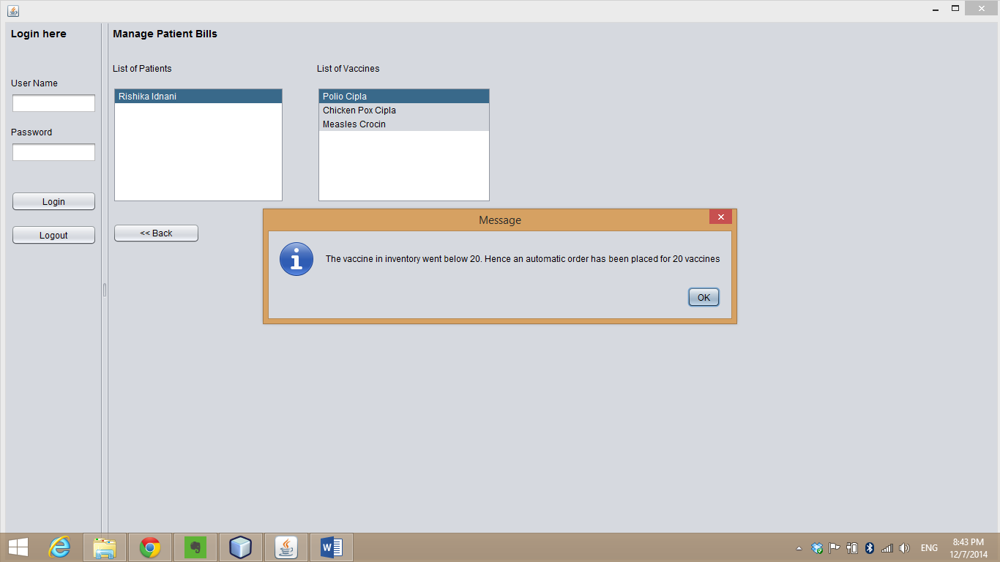 Login here
Manage Patient Bills
List of Patients
List of Vaccines
User Name
Rishika Idnani
Polio Cipla
Chicken Pox Cipla
Measles Crocin
Password
Login
Logout
<< Back
Message
The vaccine in inventory went below 20. Hence an automatic order has been placed for 20 vaccines
OK
ENG
8:43 PM
12/7/2014